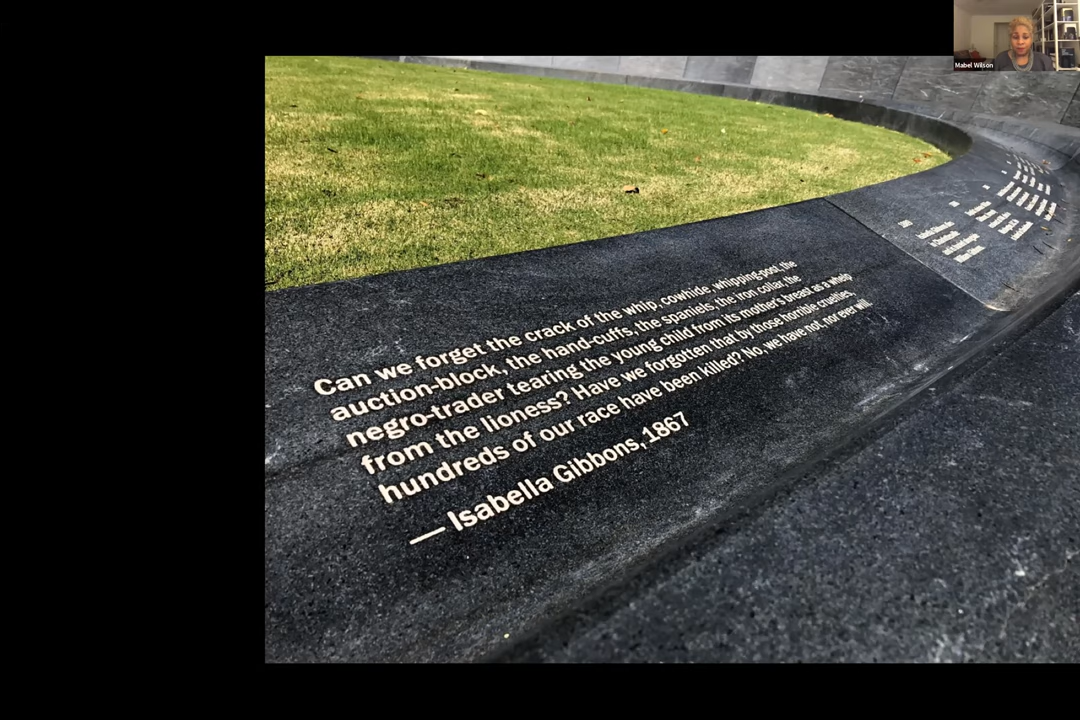 Mabel Wilson
Can we forget the crack of the whip, cowhide, whipping-post, the
auction-block, the hand-cuffs, the spaniels, the iron collar, the
negro-trader tearing the young child from its mother's breast as a whelp
from the lioness? Have we forgotten that by those horrible cruelties,
hundreds of our race have been killed? No, we have not, nor ever will.
— Isabella Gibbons, 1867